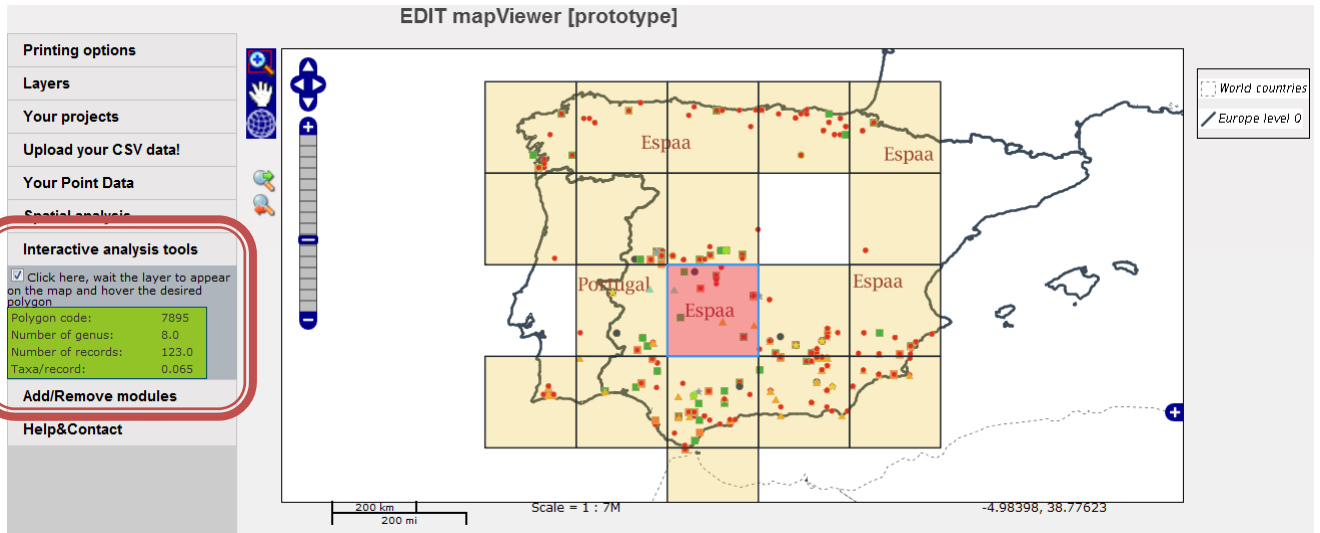 EDIT mapViewer [prototype]
Printing options
Layers
Your projects
Upload your CSV data!
Your Point Data
Spatial analysis
Interactive analysis tools
Click here, wait the layer to appear
on the map and hover the desired
polygon
Polygon code: 7895
Number of genus: 8.0
Number of records: 123.0
Taxa/record: 0.065
Add/Remove modules
Help&Contact
Espaa
Espaa
Portugal
Espaa
Espaa
200 km
200 mi
Scale = 1 : 7M
-4.98398, 38.77623
World countries
Europe level 0